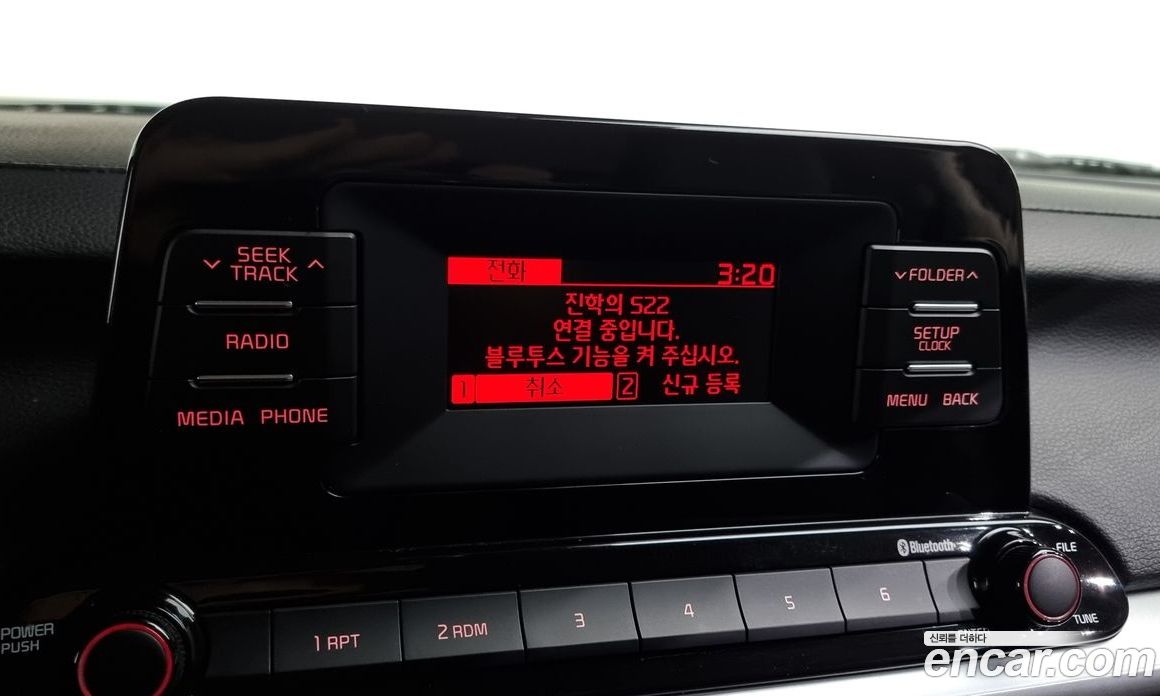 SEEK
TRACK
RADIO
MEDIA PHONE
전화 3:20
진학의 S22
연결 중입니다.
블루투스 기능을 켜 주십시오.
1 취소 2 신규 등록
FOLDER
SETUP
CLOCK
MENU BACK
Bluetooth
FILE
TUNE
POWER
PUSH
1 RPT
2 RDM
3
4
5
6
신뢰를 더하다
encar.com